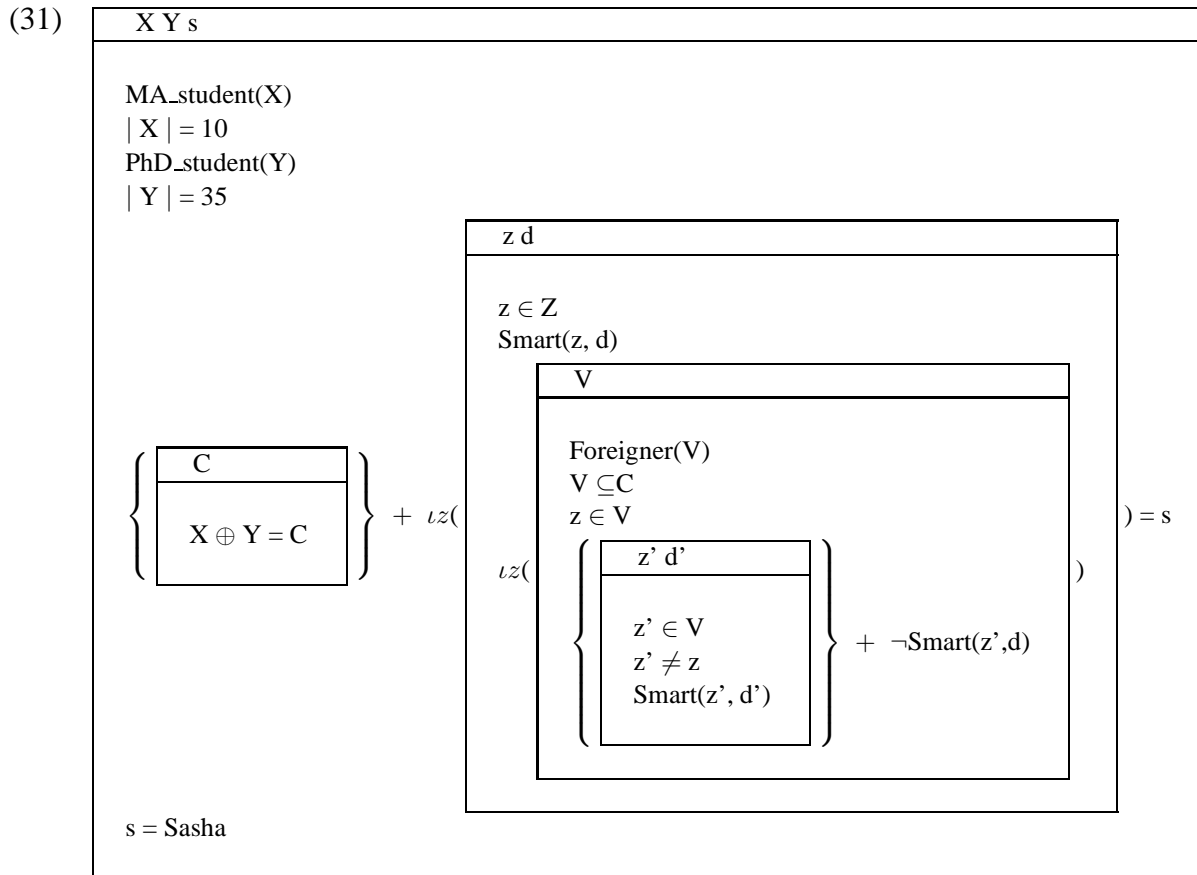 (31)
X Y s
MA_student(X)
| X | = 10
PhD_student(Y)
| Y | = 35
z d
z ∈ Z
Smart(z, d)
V
Foreigner(V)
V ⊆C
z ∈ V
{ C } + ιz( ) = s
X ⊕ Y = C
ιz( { z' d' } + ¬Smart(z',d) )
z' ∈ V
z' ≠ z
Smart(z', d')
s = Sasha